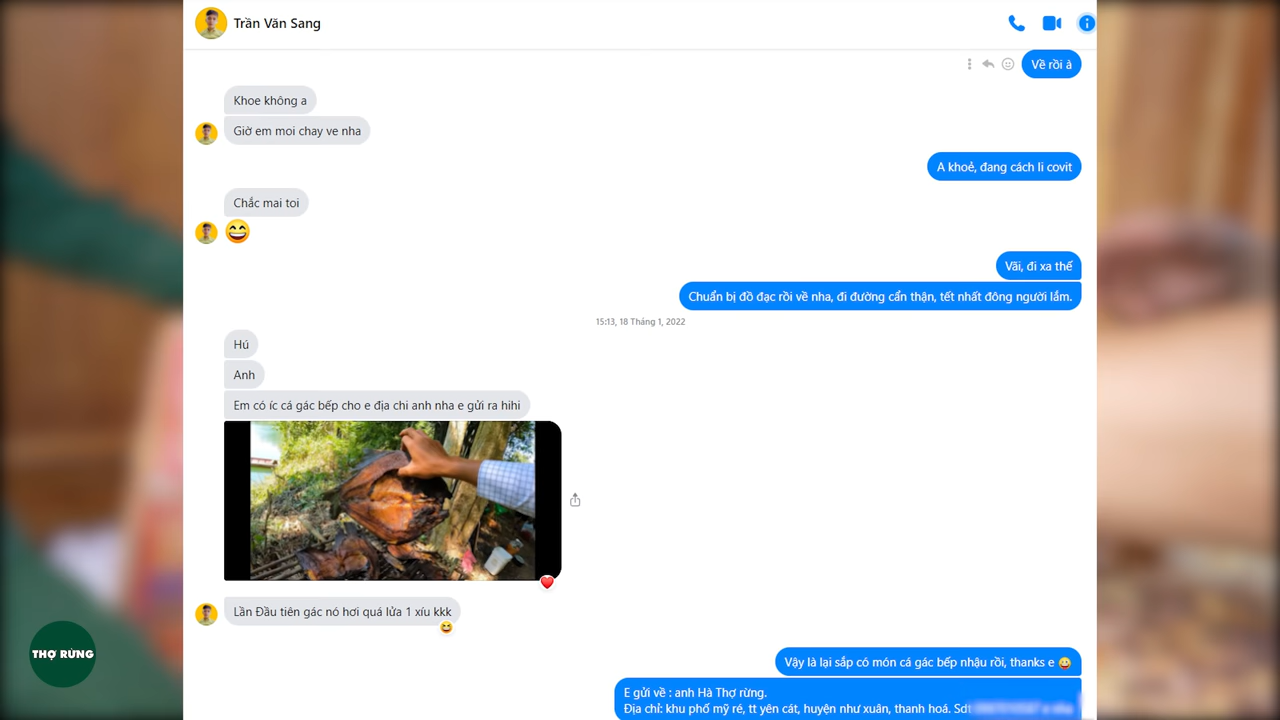 Trần Văn Sang
Về rồi à
Khoe không a
Giờ em moi chay ve nha
A khoẻ, đang cách li covit
Chắc mai toi
Vãi, đi xa thế
Chuẩn bị đồ đạc rồi về nha, đi đường cẩn thận, tết nhất đông người lắm.
15:13, 18 Tháng 1, 2022
Hú
Anh
Em có íc cá gác bếp cho e địa chi anh nha e gửi ra hihi
Lần Đầu tiên gác nó hơi quá lửa 1 xíu kkk
THỢ RỪNG
Vậy là lại sắp có món cá gác bếp nhậu rồi, thanks e
E gửi về : anh Hà Thợ rừng.
Địa chỉ: khu phố mỹ ré, tt yên cát, huyện như xuân, thanh hoá. Sdt